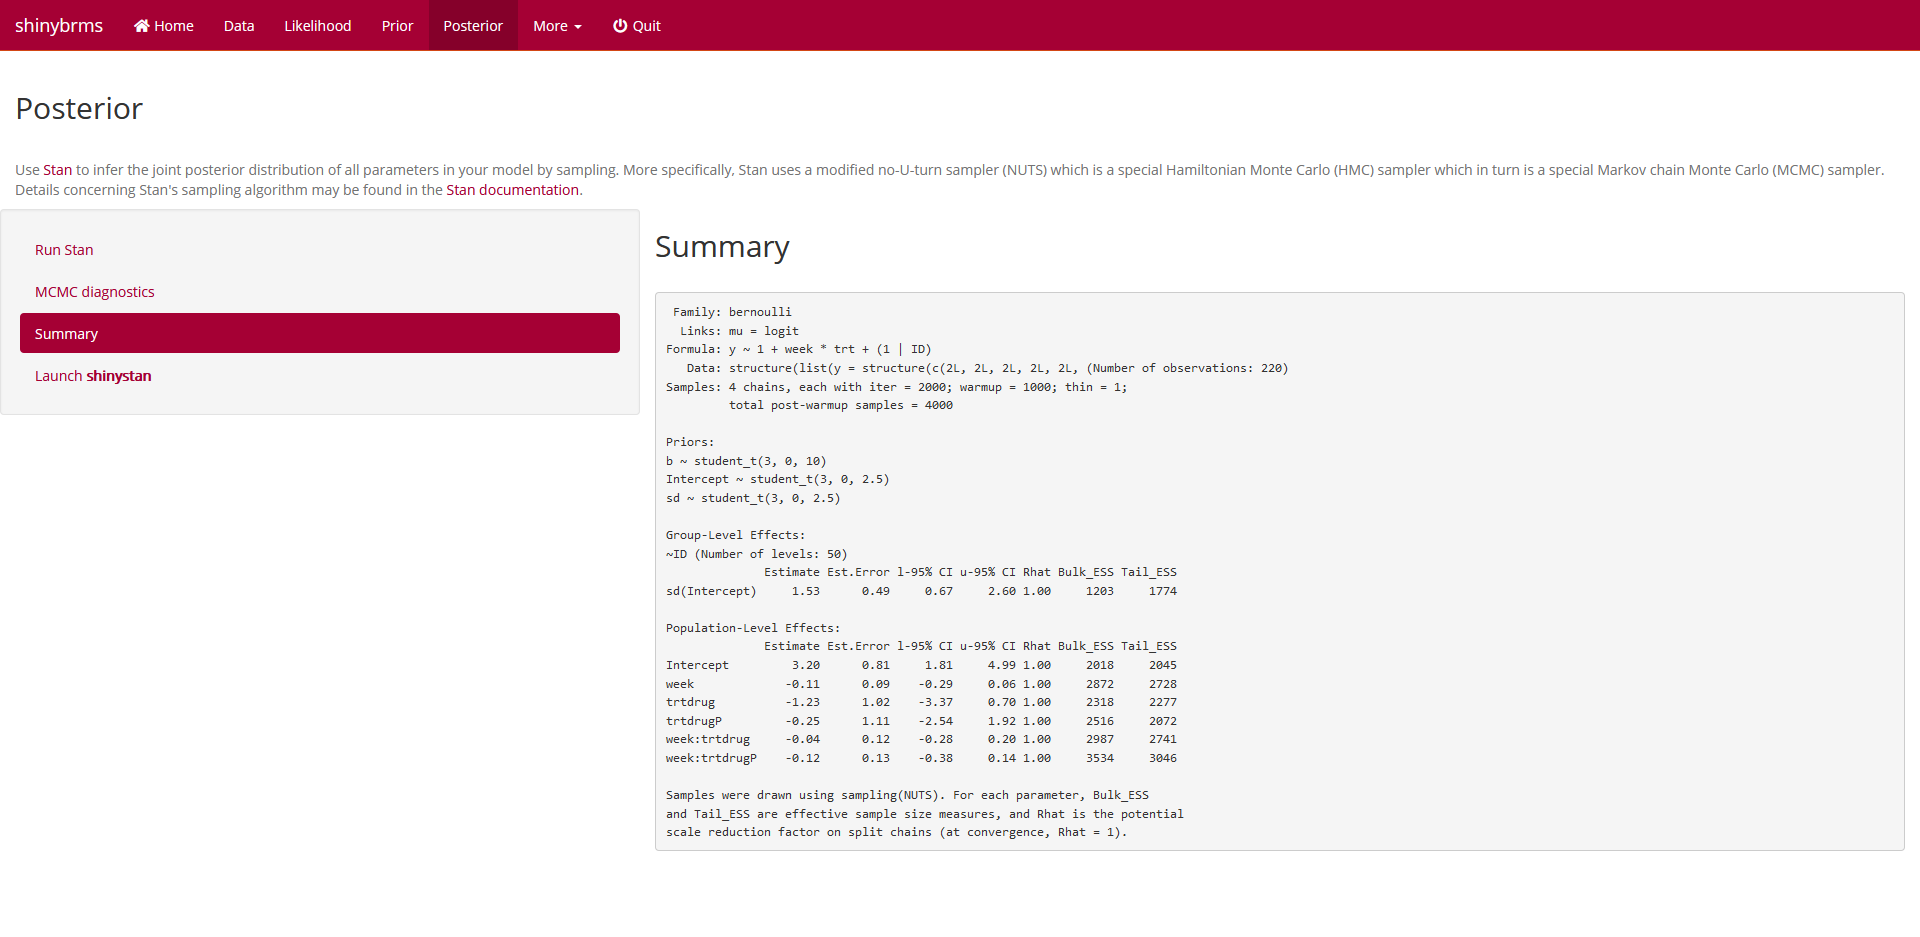 shinybrms Home Data Likelihood Prior Posterior More Quit
Posterior
Use Stan to infer the joint posterior distribution of all parameters in your model by sampling. More specifically, Stan uses a modified no-U-turn sampler (NUTS) which is a special Hamiltonian Monte Carlo (HMC) sampler which in turn is a special Markov chain Monte Carlo (MCMC) sampler.
Details concerning Stan's sampling algorithm may be found in the Stan documentation.
Run Stan
MCMC diagnostics
Summary
Launch shinystan
Summary
 Family: bernoulli
  Links: mu = logit
Formula: y ~ 1 + week * trt + (1 | ID)
   Data: structure(list(y = structure(c(2L, 2L, 2L, 2L, 2L, (Number of observations: 220)
Samples: 4 chains, each with iter = 2000; warmup = 1000; thin = 1;
         total post-warmup samples = 4000
Priors:
b ~ student_t(3, 0, 10)
Intercept ~ student_t(3, 0, 2.5)
sd ~ student_t(3, 0, 2.5)
Group-Level Effects:
~ID (Number of levels: 50)
              Estimate Est.Error l-95% CI u-95% CI Rhat Bulk_ESS Tail_ESS
sd(Intercept)     1.53      0.49     0.67     2.60 1.00     1203     1774
Population-Level Effects:
              Estimate Est.Error l-95% CI u-95% CI Rhat Bulk_ESS Tail_ESS
Intercept         3.20      0.81     1.81     4.99 1.00     2018     2045
week             -0.11      0.09    -0.29     0.06 1.00     2872     2728
trtdrug          -1.23      1.02    -3.37     0.70 1.00     2318     2277
trtdrugP         -0.25      1.11    -2.54     1.92 1.00     2516     2072
week:trtdrug     -0.04      0.12    -0.28     0.20 1.00     2987     2741
week:trtdrugP    -0.12      0.13    -0.38     0.14 1.00     3534     3046
Samples were drawn using sampling(NUTS). For each parameter, Bulk_ESS
and Tail_ESS are effective sample size measures, and Rhat is the potential
scale reduction factor on split chains (at convergence, Rhat = 1).